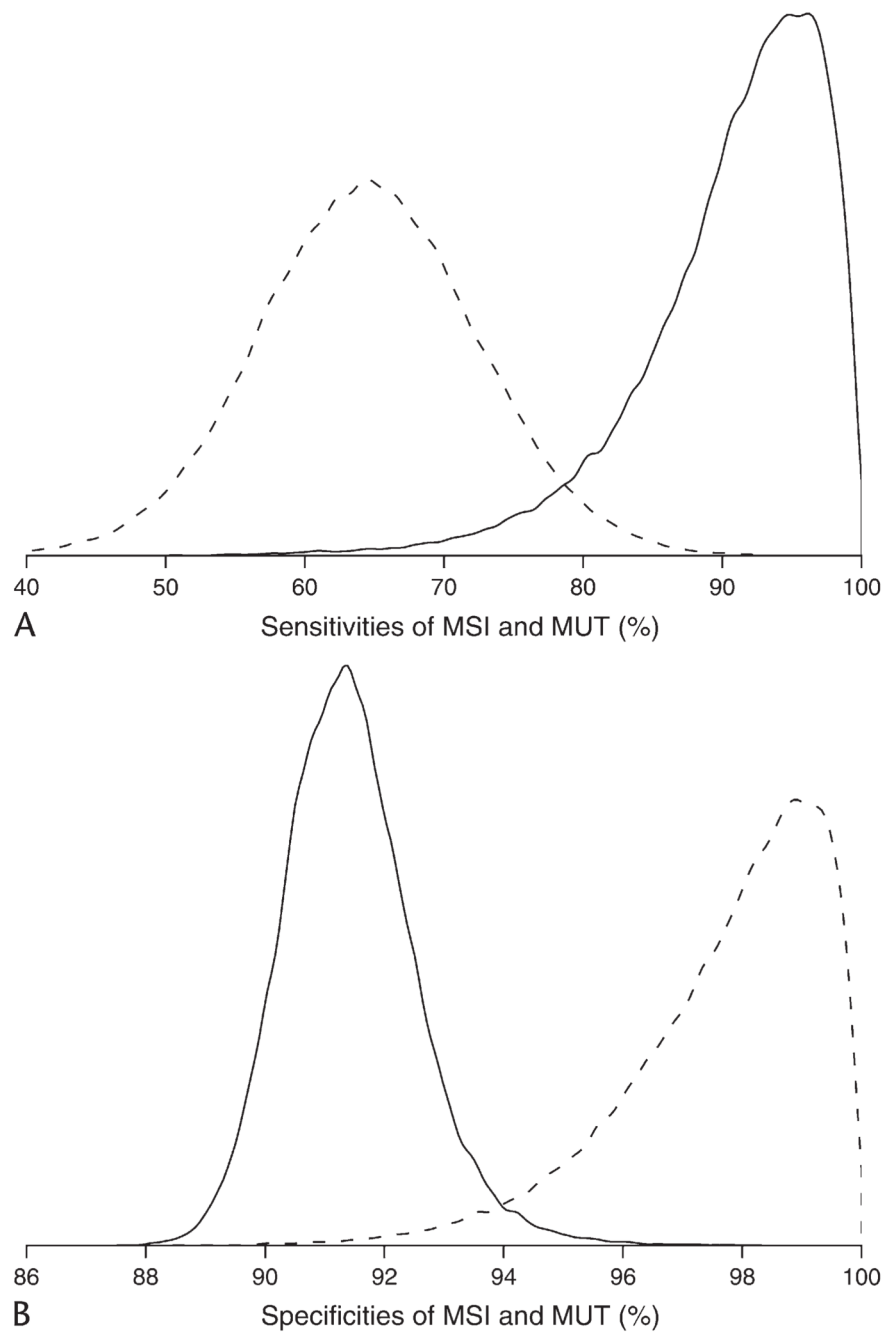 40 50 60 70 80 90 100
A Sensitivities of MSI and MUT (%)
86 88 90 92 94 96 98 100
B Specificities of MSI and MUT (%)